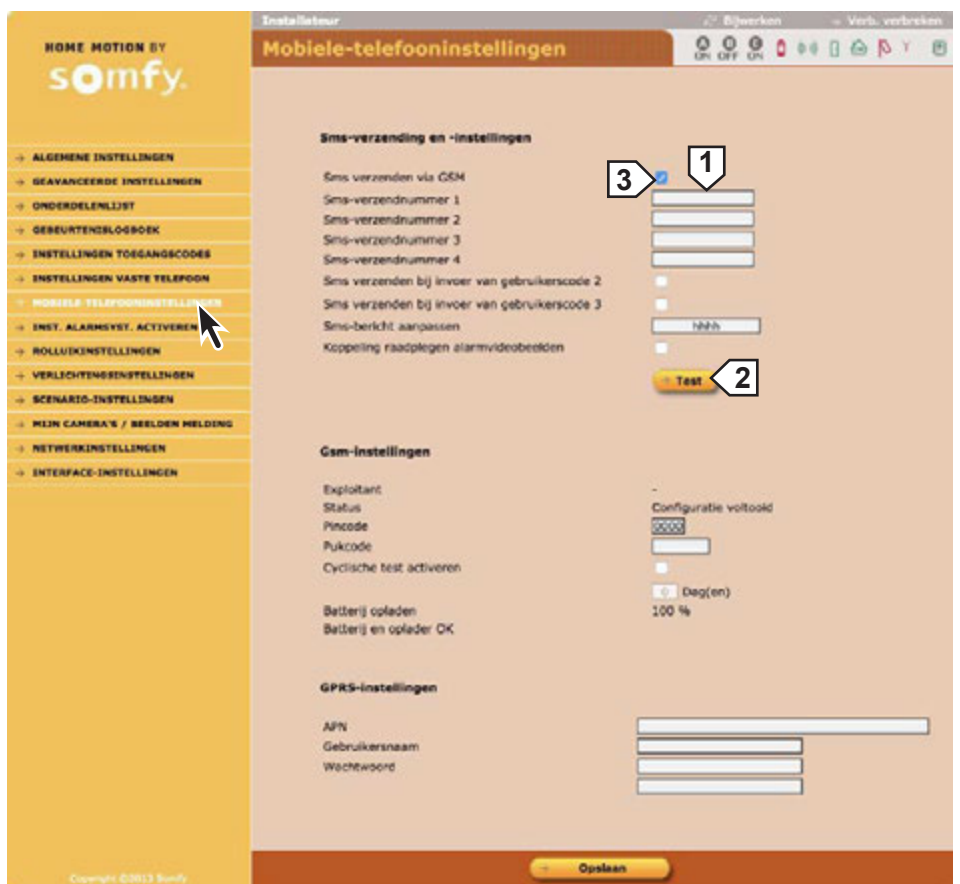 Installateur
Bijwerken
Verb. verbreken
HOME MOTION BY
somfy.
Mobiele-telefooninstellingen
ON OFF ON
ALGEMENE INSTELLINGEN
GEAVANCEERDE INSTELLINGEN
ONDERDELENLIJST
GEBEURTENISLOGBOEK
INSTELLINGEN TOEGANGSCODES
INSTELLINGEN VASTE TELEFOON
MOBIELE-TELEFOONINSTELLINGEN
INST. ALARMSYST. ACTIVEREN
ROLLUIKINSTELLINGEN
VERLICHTINGSINSTELLINGEN
SCENARIO-INSTELLINGEN
MIJN CAMERA'S / BEELDEN MELDING
NETWERKINSTELLINGEN
INTERFACE-INSTELLINGEN
Copyright ©2013 Somfy
Sms-verzending en -instellingen
1
Sms verzenden via GSM
3
Sms-verzendnummer 1
Sms-verzendnummer 2
Sms-verzendnummer 3
Sms-verzendnummer 4
Sms verzenden bij invoer van gebruikerscode 2
Sms verzenden bij invoer van gebruikerscode 3
Sms-bericht aanpassen hhhh
Koppeling raadplegen alarmvideobeelden
Test 2
Gsm-instellingen
Exploitant -
Status Configuratie voltooid
Pincode
Pukcode
Cyclische test activeren
0 Dag(en)
Batterij opladen 100 %
Batterij en oplader OK
GPRS-instellingen
APN
Gebruikersnaam
Wachtwoord
Opslaan